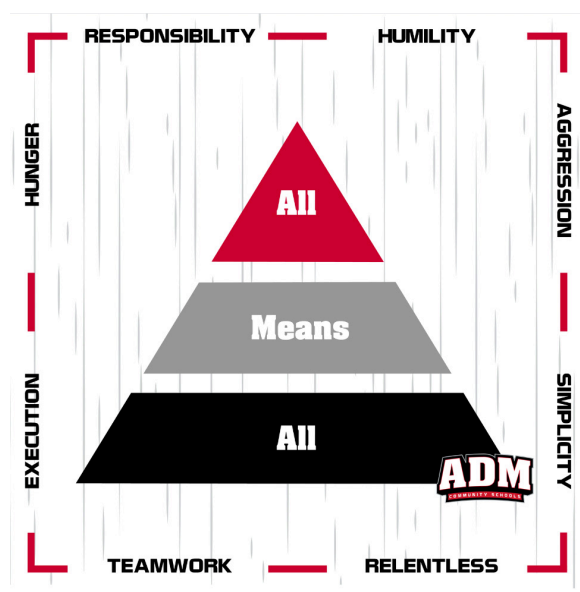 RESPONSIBILITY
HUMILITY
HUNGER
AGGRESSION
All
Means
All
EXECUTION
SIMPLICITY
ADM
COMMUNITY SCHOOLS
TEAMWORK
RELENTLESS